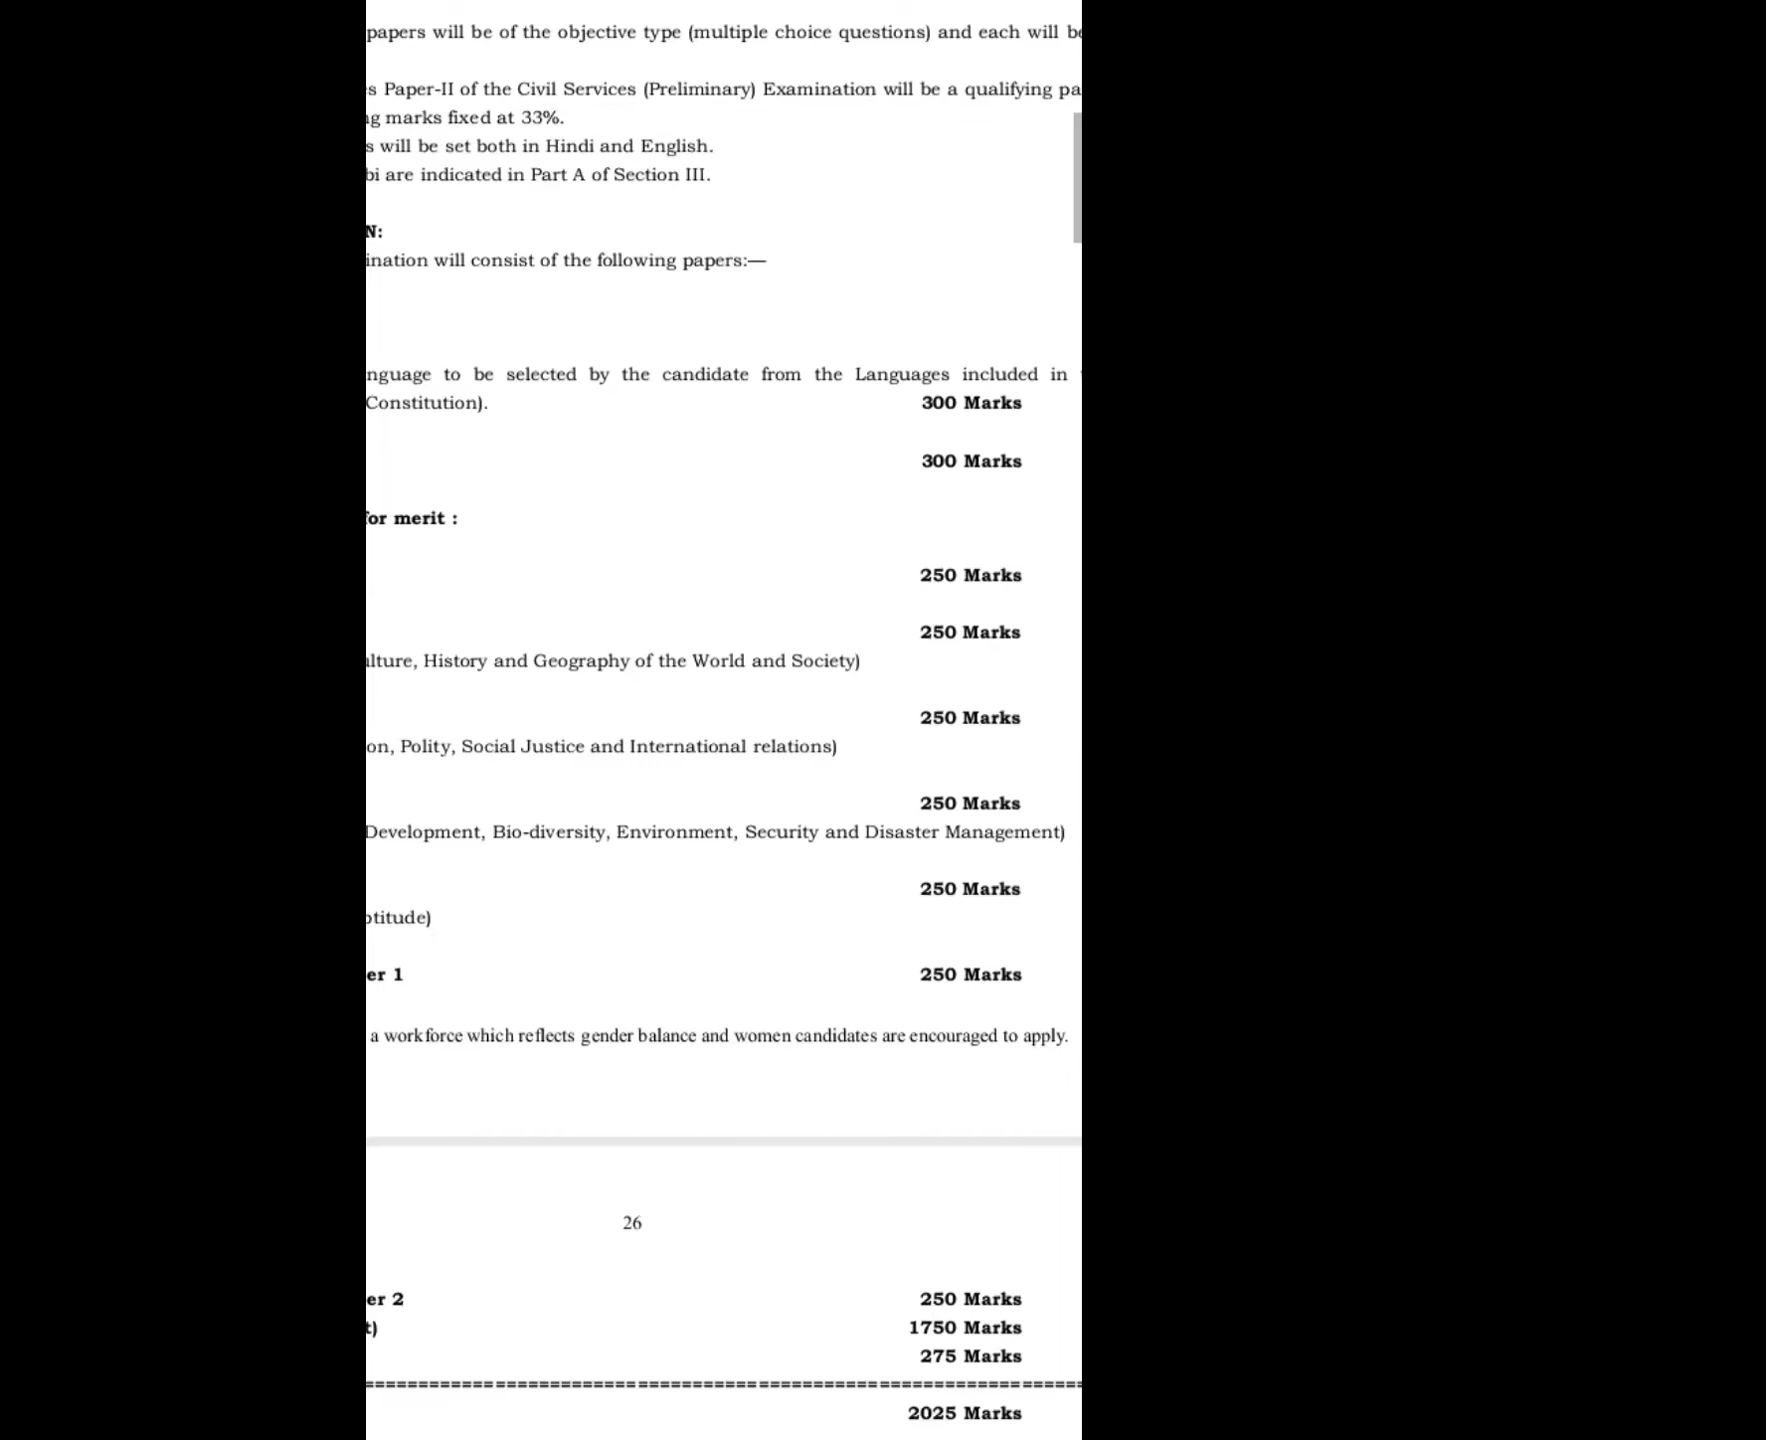 papers will be of the objective type (multiple choice questions) and each will be
s Paper-II of the Civil Services (Preliminary) Examination will be a qualifying pa
g marks fixed at 33%.
s will be set both in Hindi and English.
bi are indicated in Part A of Section III.
N:
ination will consist of the following papers:—
nguage to be selected by the candidate from the Languages included in
Constitution). 300 Marks
300 Marks
for merit :
250 Marks
250 Marks
lture, History and Geography of the World and Society)
250 Marks
on, Polity, Social Justice and International relations)
250 Marks
Development, Bio-diversity, Environment, Security and Disaster Management)
250 Marks
ptitude)
er 1 250 Marks
a workforce which reflects gender balance and women candidates are encouraged to apply.
26
er 2 250 Marks
t) 1750 Marks
275 Marks
2025 Marks